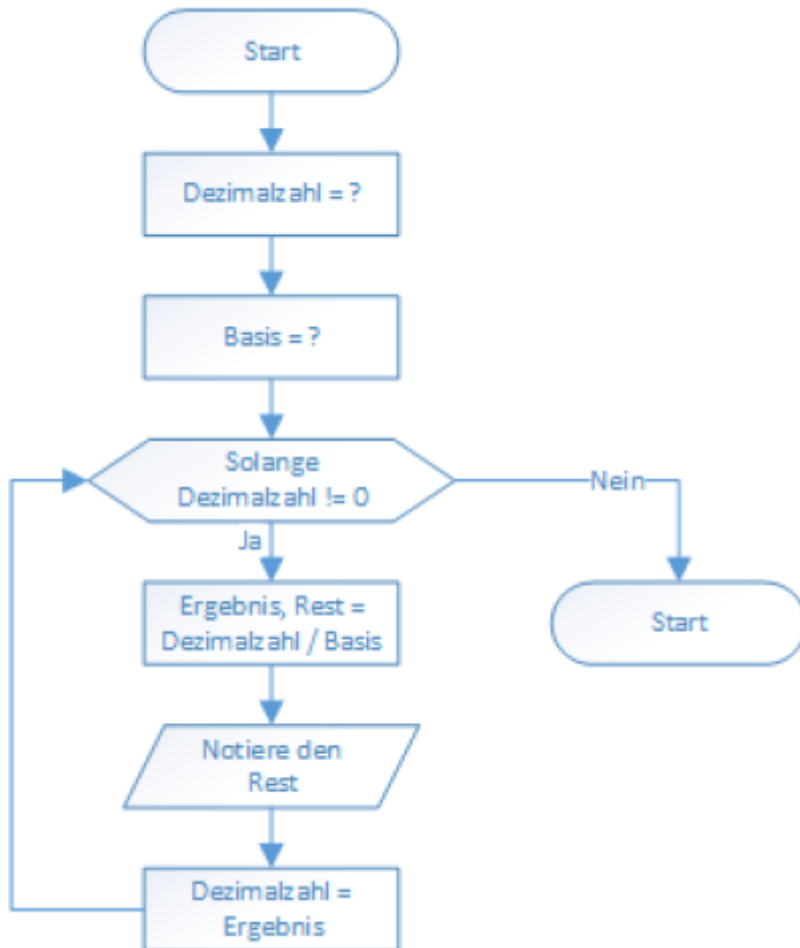 Start
Dezimalzahl = ?
Basis = ?
Solange
Dezimalzahl != 0
Nein
Ja
Ergebnis, Rest =
Dezimalzahl / Basis
Start
Notiere den
Rest
Dezimalzahl =
Ergebnis